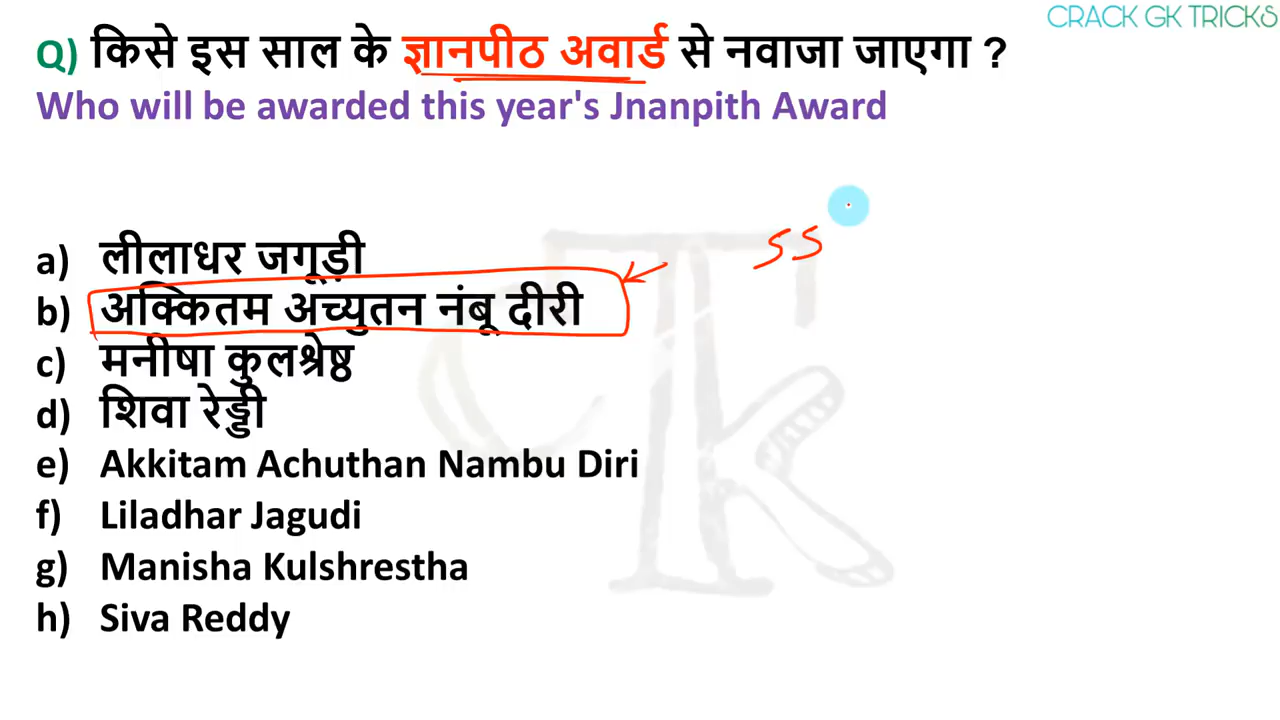 CRACK GK TRICKS
Q) किसे इस साल के ज्ञानपीठ अवार्ड से नवाजा जाएगा ?
Who will be awarded this year's Jnanpith Award
55
a) लीलाधर जगूड़ी
b) अक्कितम अच्युतन नंबू दीरी
c) मनीषा कुलश्रेष्ठ
d) शिवा रेड्डी
e) Akkitam Achuthan Nambu Diri
f) Liladhar Jagudi
g) Manisha Kulshrestha
h) Siva Reddy